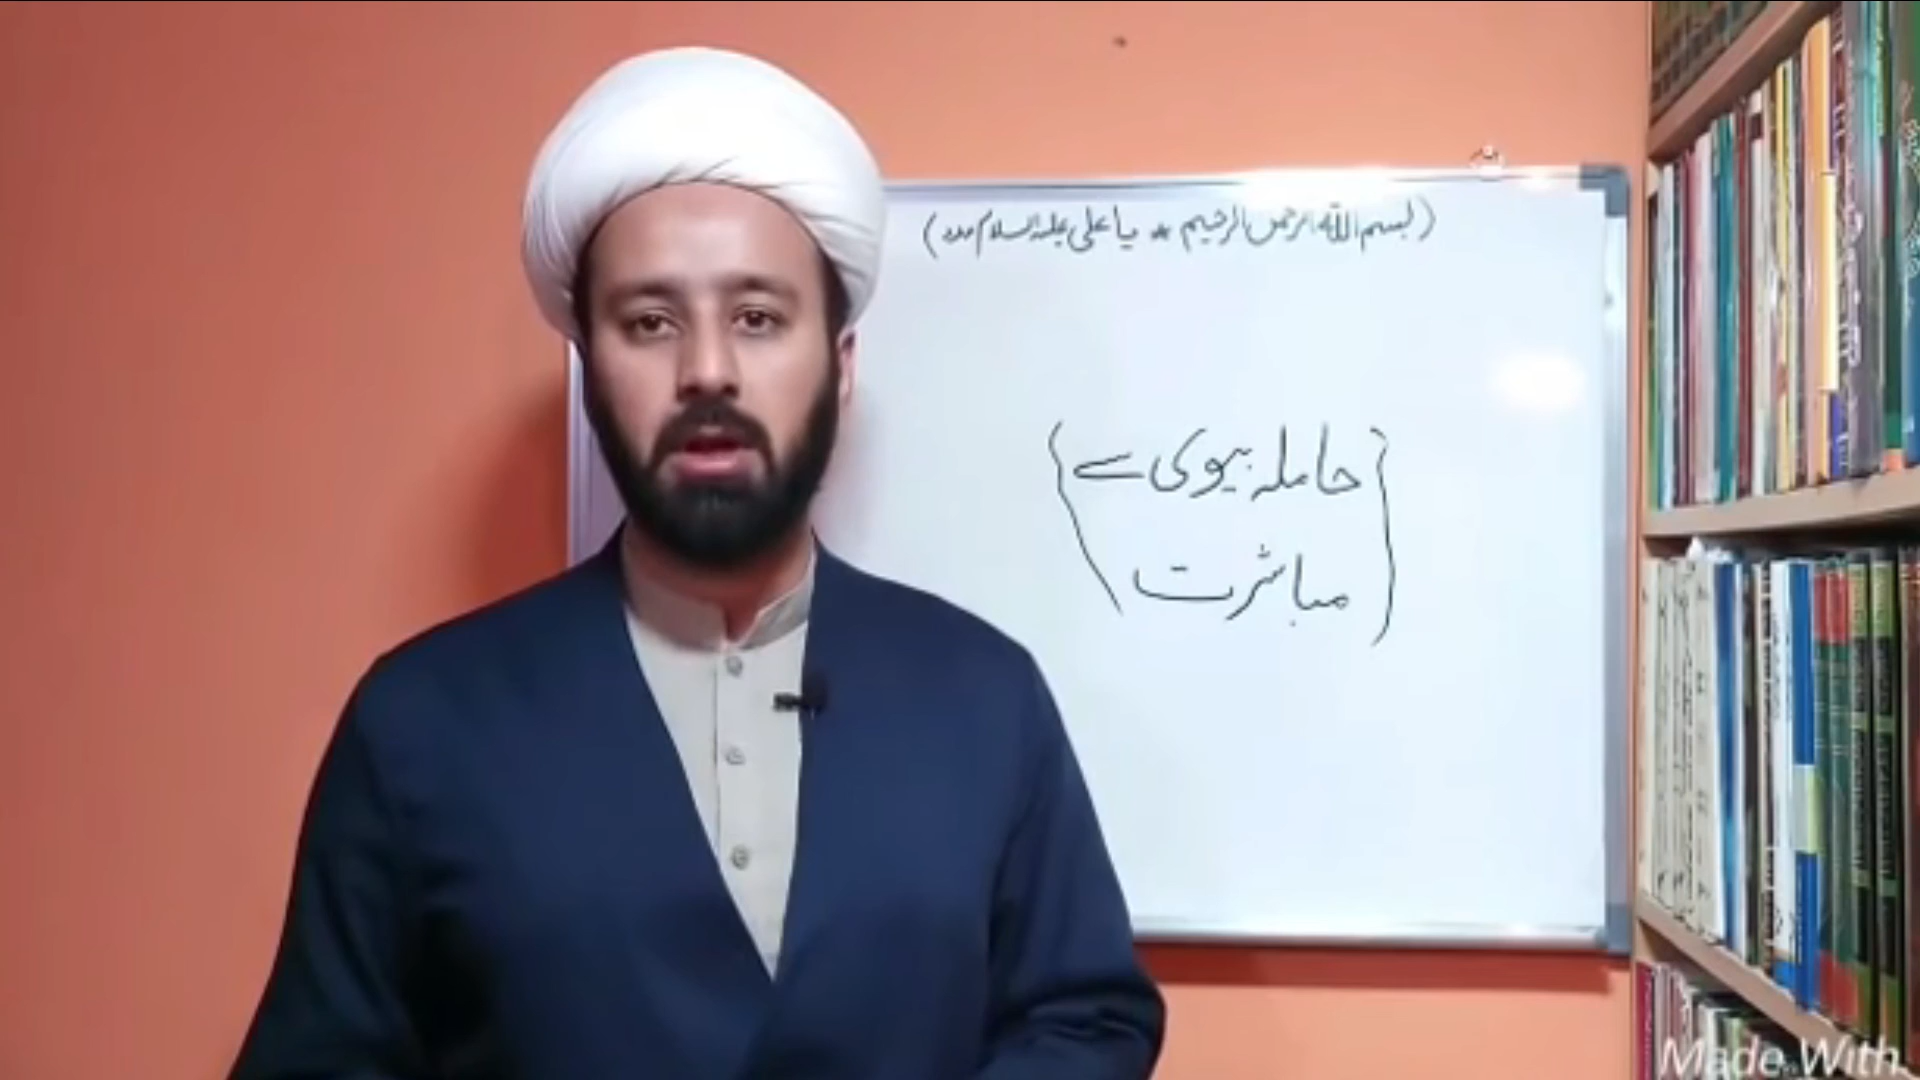 (بسم اللہ الرحمن الرحیم * یا علی علیہ السلام مدد)
(حاملہ بیوی سے
مباشرت)
Made With